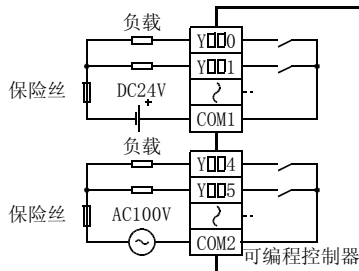 负载
Y□□0
Y□□1
保险丝 DC24V
COM1
负载
Y□□4
Y□□5
保险丝 AC100V
COM2
可编程控制器